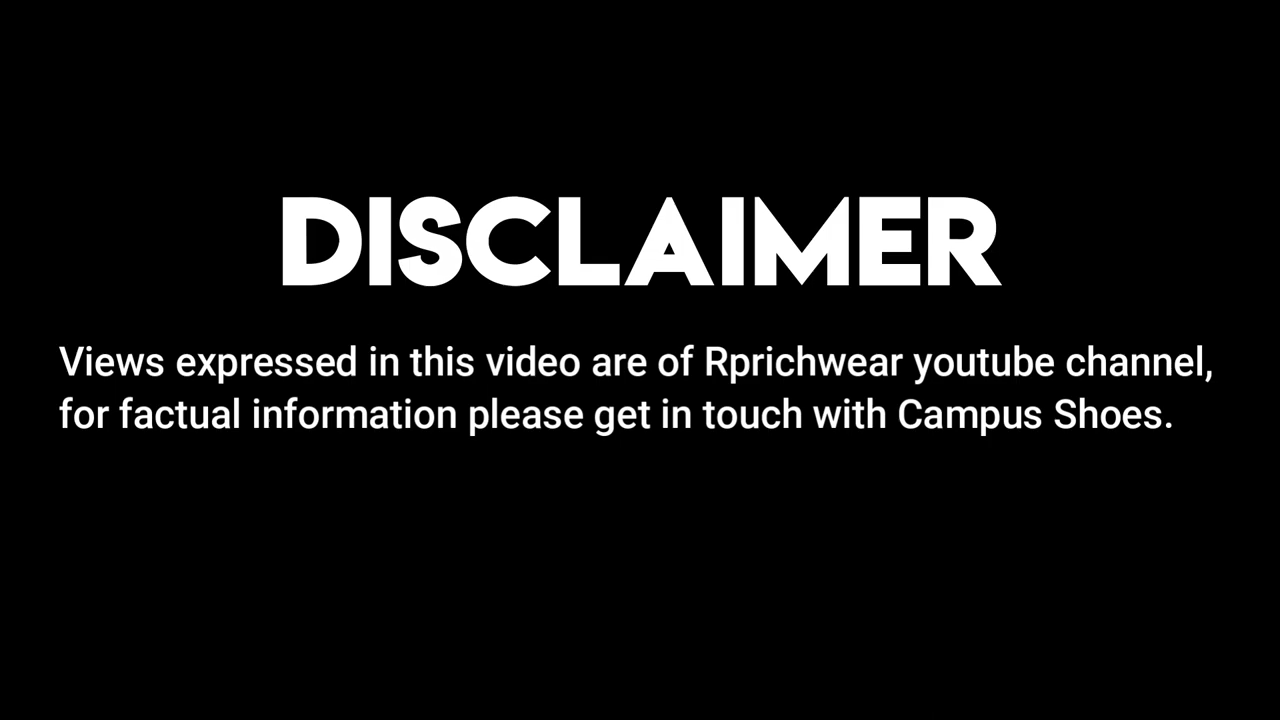 DISCLAIMER
Views expressed in this video are of Rprichwear youtube channel,
for factual information please get in touch with Campus Shoes.